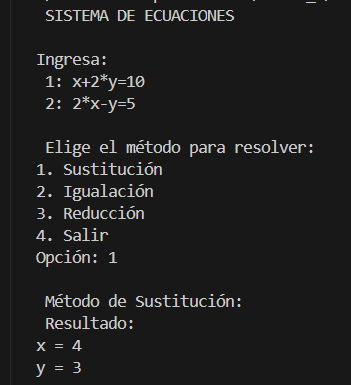 SISTEMA DE ECUACIONES
Ingresa:
1: x+2*y=10
2: 2*x-y=5
Elige el método para resolver:
1. Sustitución
2. Igualación
3. Reducción
4. Salir
Opción: 1
Método de Sustitución:
Resultado:
x = 4
y = 3